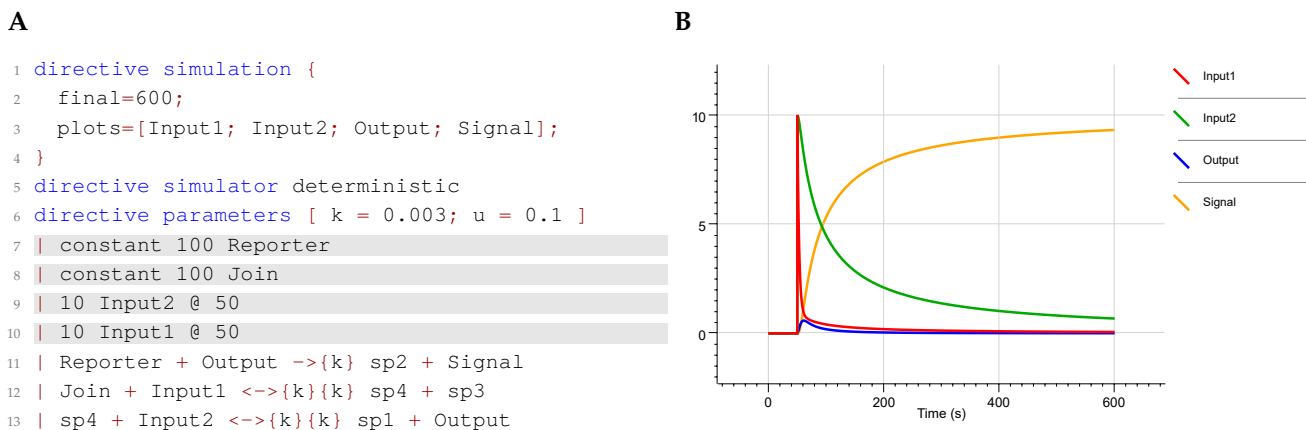 A
1 directive simulation {
2 final=600;
3 plots=[Input1; Input2; Output; Signal];
4 }
5 directive simulator deterministic
6 directive parameters [ k = 0.003; u = 0.1 ]
7 | constant 100 Reporter
8 | constant 100 Join
9 | 10 Input2 @ 50
10 | 10 Input1 @ 50
11 | Reporter + Output ->{k} sp2 + Signal
12 | Join + Input1 <->{k}{k} sp4 + sp3
13 | sp4 + Input2 <->{k}{k} sp1 + Output
B
10
5
0
0 200 400 600
Time (s)
Input1
Input2
Output
Signal